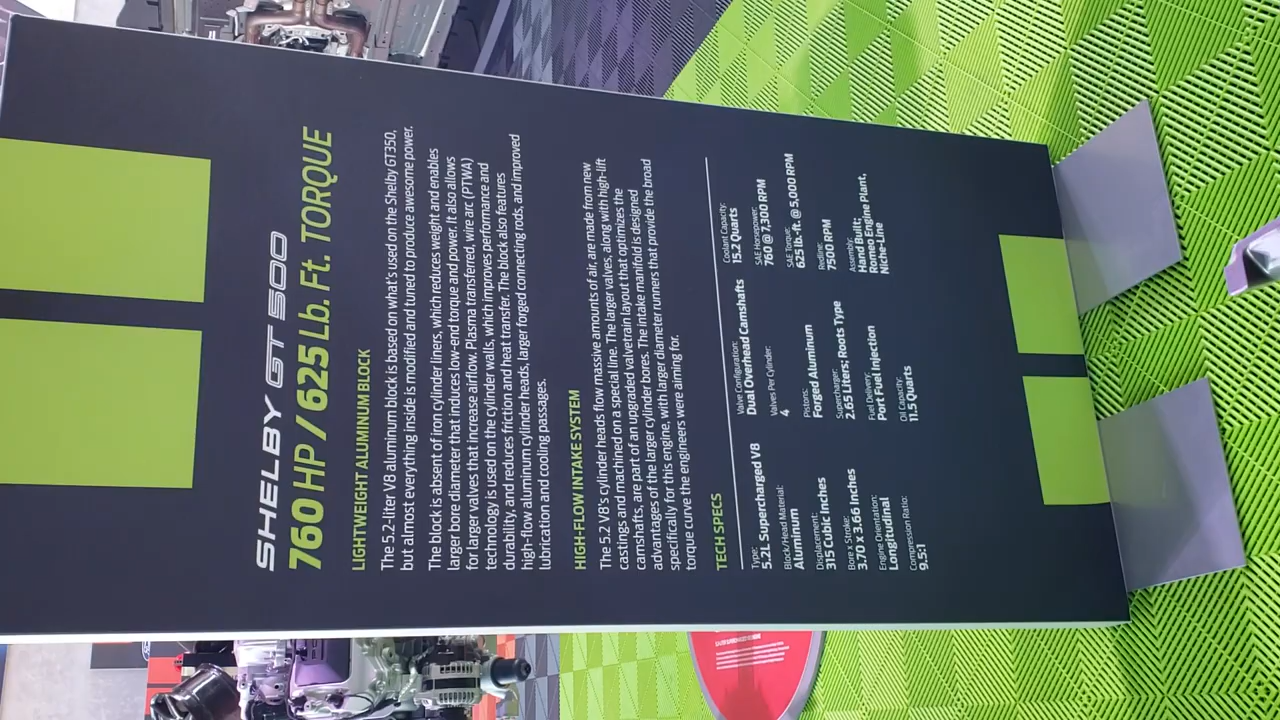 SHELBY GT 500
760 HP / 625 Lb. Ft. TORQUE
LIGHTWEIGHT ALUMINUM BLOCK
The 5.2-liter V8 aluminum block is based on what's used on the Shelby GT350,
but almost everything inside is modified and tuned to produce awesome power.
The block is absent of iron cylinder liners, which reduces weight and enables
larger bore diameter that induces low-end torque and power. It also allows
for larger valves that increase airflow. Plasma transferred, wire arc (PTWA)
technology is used on the cylinder walls, which improves performance and
durability, and reduces friction and heat transfer. The block also features
high-flow aluminum cylinder heads, larger forged connecting rods, and improved
lubrication and cooling passages.
HIGH-FLOW INTAKE SYSTEM
The 5.2 V8's cylinder heads flow massive amounts of air, are made from new
castings and machined on a special line. The larger valves, along with high-lift
camshafts, are part of an upgraded valvetrain layout that optimizes the
advantages of the larger cylinder bores. The intake manifold is designed
specifically for this engine, with larger diameter runners that provide the broad
torque curve the engineers were aiming for.
TECH SPECS
Type:
5.2L Supercharged V8
Block/Head Material:
Aluminum
Displacement:
315 Cubic Inches
Bore x Stroke:
3.70 x 3.66 Inches
Engine Orientation:
Longitudinal
Compression Ratio:
9.5:1
Valve Configuration:
Dual Overhead Camshafts
Valves Per Cylinder:
4
Pistons:
Forged Aluminum
Supercharger:
2.65 Liters; Roots Type
Fuel Delivery:
Port Fuel Injection
Oil Capacity:
11.5 Quarts
Coolant Capacity:
15.2 Quarts
SAE Horsepower:
760 @ 7,300 RPM
SAE Torque:
625 lb.-ft. @ 5,000 RPM
Redline:
7500 RPM
Assembly:
Hand Built;
Romeo Engine Plant,
Niche-Line